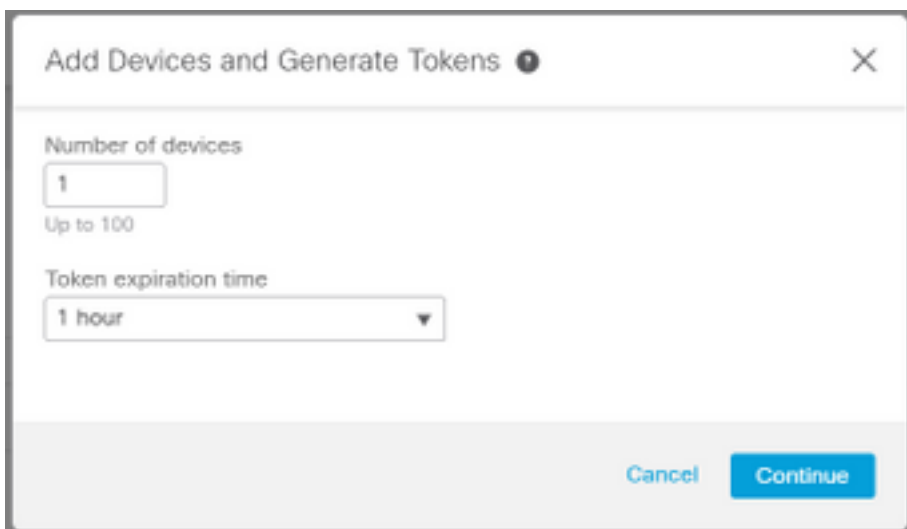 Add Devices and Generate Tokens ?
Number of devices
1
Up to 100
Token expiration time
1 hour
Cancel Continue